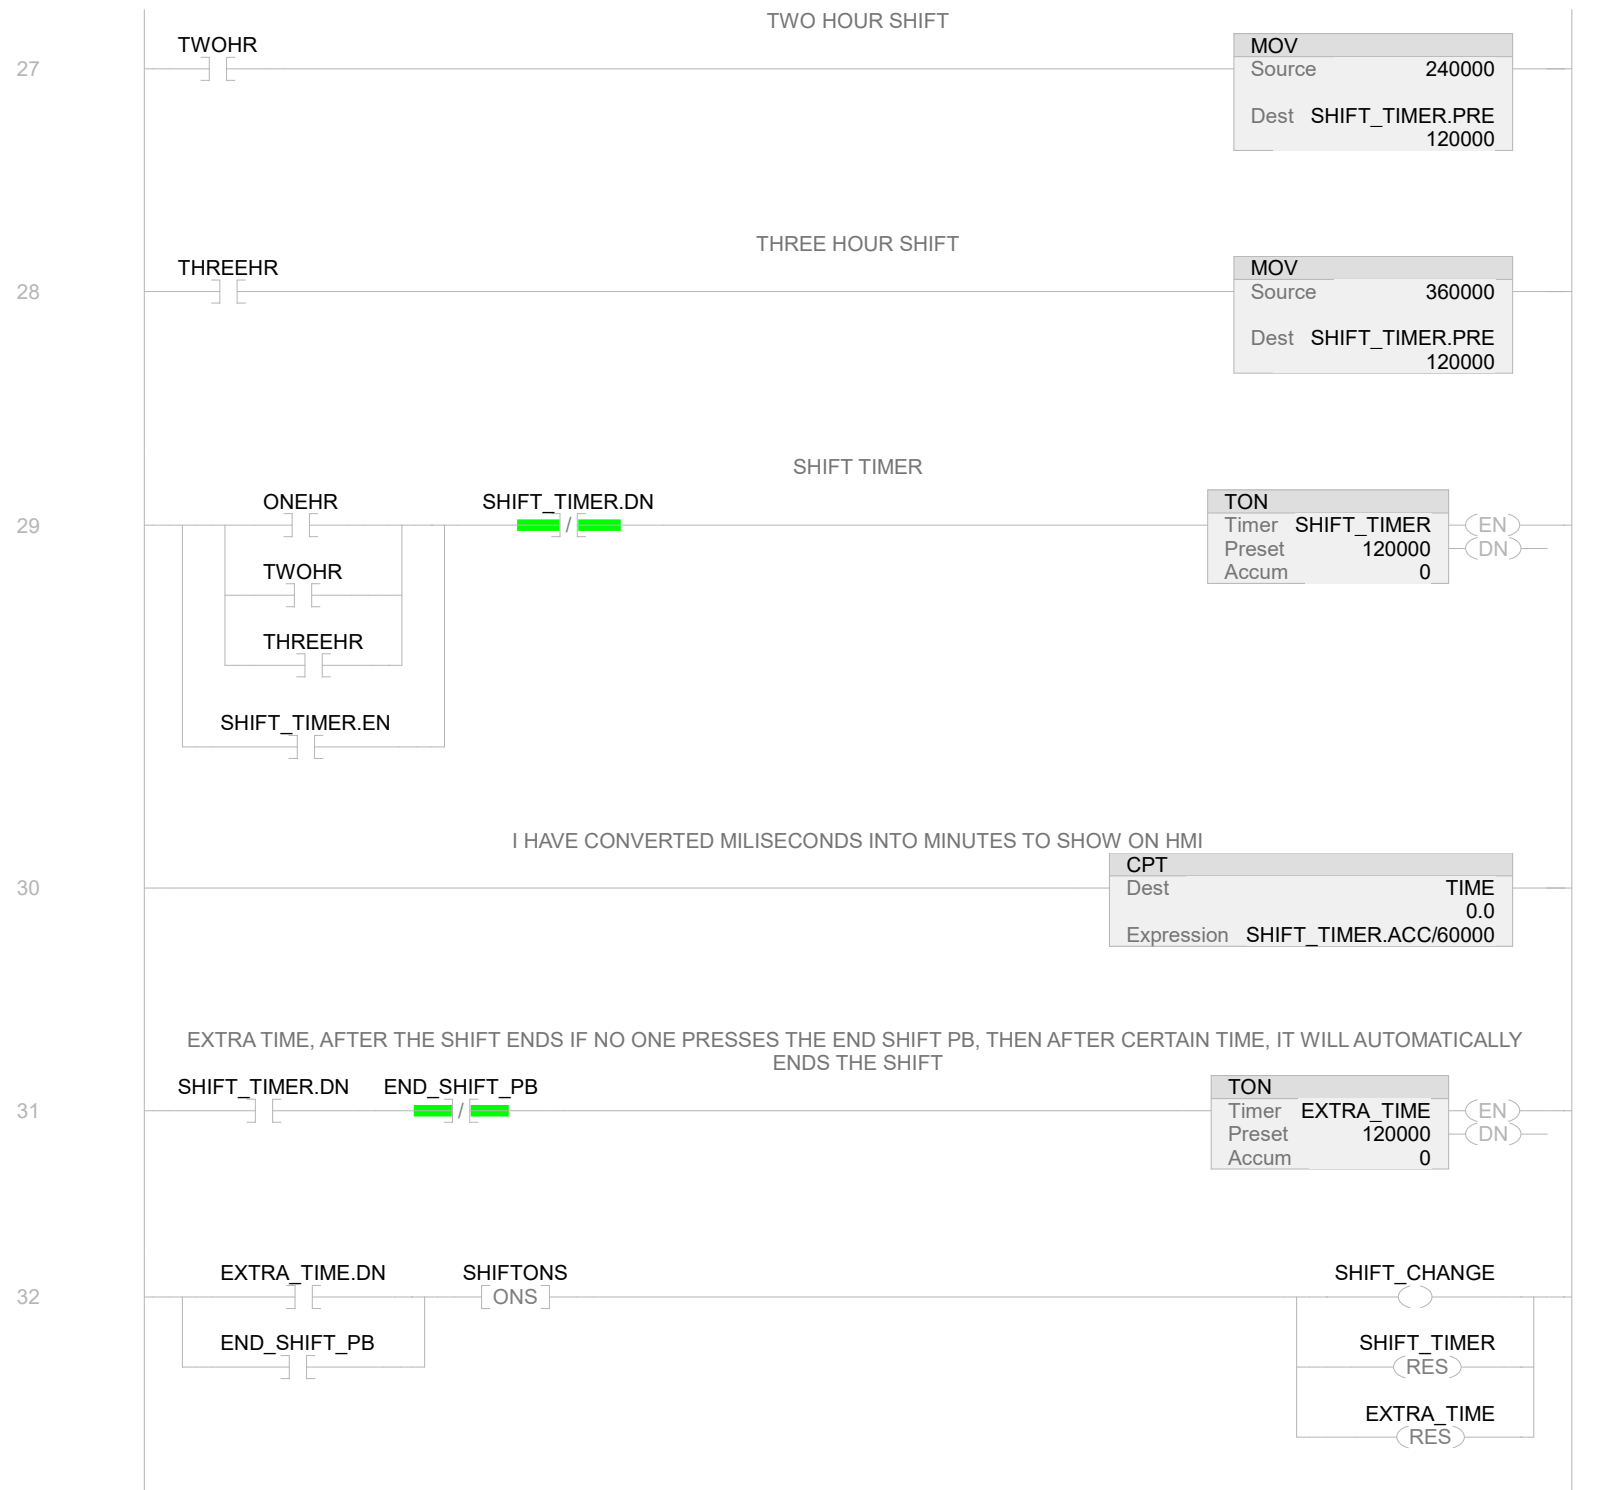 TWO HOUR SHIFT
27
TWOHR
MOV
Source 240000
Dest SHIFT_TIMER.PRE
120000
THREE HOUR SHIFT
28
THREEHR
MOV
Source 360000
Dest SHIFT_TIMER.PRE
120000
SHIFT TIMER
29
ONEHR
SHIFT_TIMER.DN
/
TWOHR
THREEHR
SHIFT_TIMER.EN
TON
Timer SHIFT_TIMER
Preset 120000
Accum 0
EN
DN
I HAVE CONVERTED MILISECONDS INTO MINUTES TO SHOW ON HMI
30
CPT
Dest TIME
0.0
Expression SHIFT_TIMER.ACC/60000
EXTRA TIME, AFTER THE SHIFT ENDS IF NO ONE PRESSES THE END SHIFT PB, THEN AFTER CERTAIN TIME, IT WILL AUTOMATICALLY
ENDS THE SHIFT
31
SHIFT_TIMER.DN
END_SHIFT_PB
/
TON
Timer EXTRA_TIME
Preset 120000
Accum 0
EN
DN
32
EXTRA_TIME.DN
SHIFTONS
ONS
END_SHIFT_PB
SHIFT_CHANGE
SHIFT_TIMER
RES
EXTRA_TIME
RES